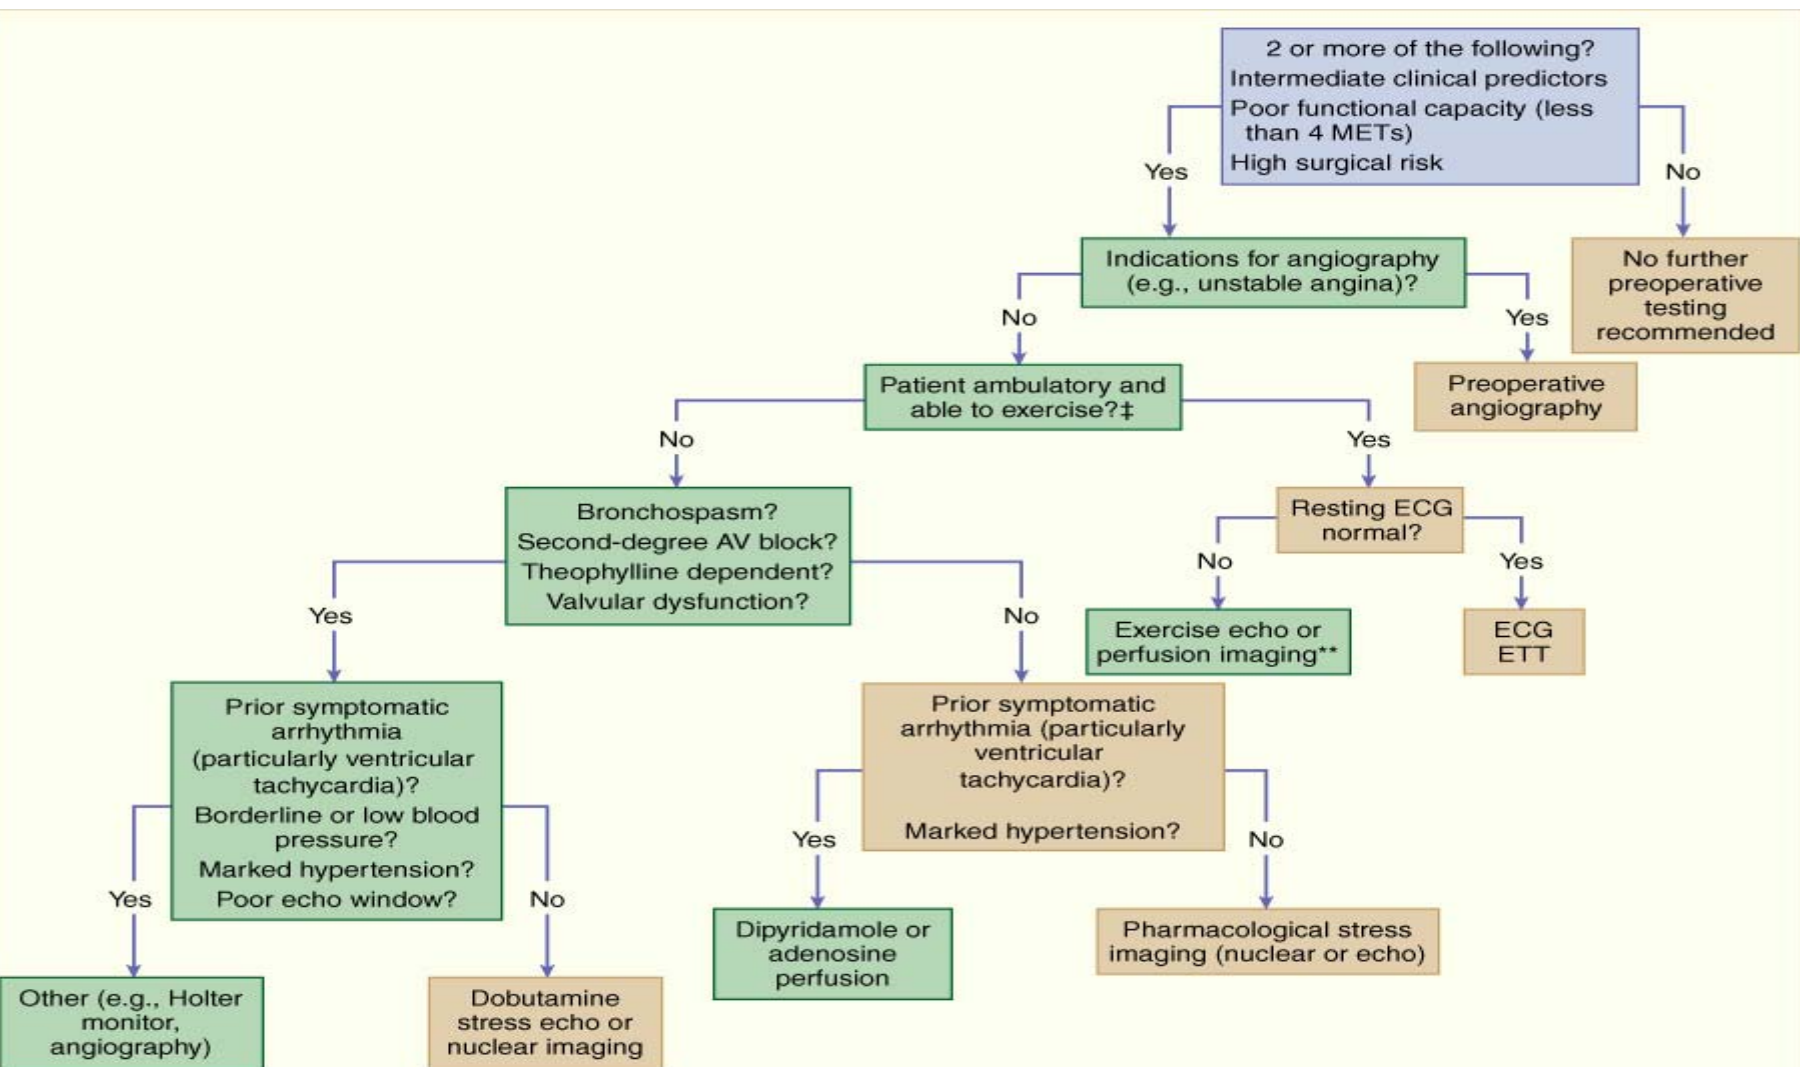 2 or more of the following?
Intermediate clinical predictors
Poor functional capacity (less
than 4 METs)
High surgical risk
Yes
No
Indications for angiography
(e.g., unstable angina)?
No further
preoperative
testing
recommended
No
Yes
Patient ambulatory and
able to exercise?‡
Preoperative
angiography
No
Yes
Bronchospasm?
Second-degree AV block?
Theophylline dependent?
Valvular dysfunction?
Resting ECG
normal?
No
Yes
Yes
No
Exercise echo or
perfusion imaging**
ECG
ETT
Prior symptomatic
arrhythmia
(particularly ventricular
tachycardia)?
Borderline or low blood
pressure?
Marked hypertension?
Poor echo window?
Prior symptomatic
arrhythmia (particularly
ventricular
tachycardia)?
Marked hypertension?
Yes
No
Yes
No
Dipyridamole or
adenosine
perfusion
Pharmacological stress
imaging (nuclear or echo)
Other (e.g., Holter
monitor,
angiography)
Dobutamine
stress echo or
nuclear imaging